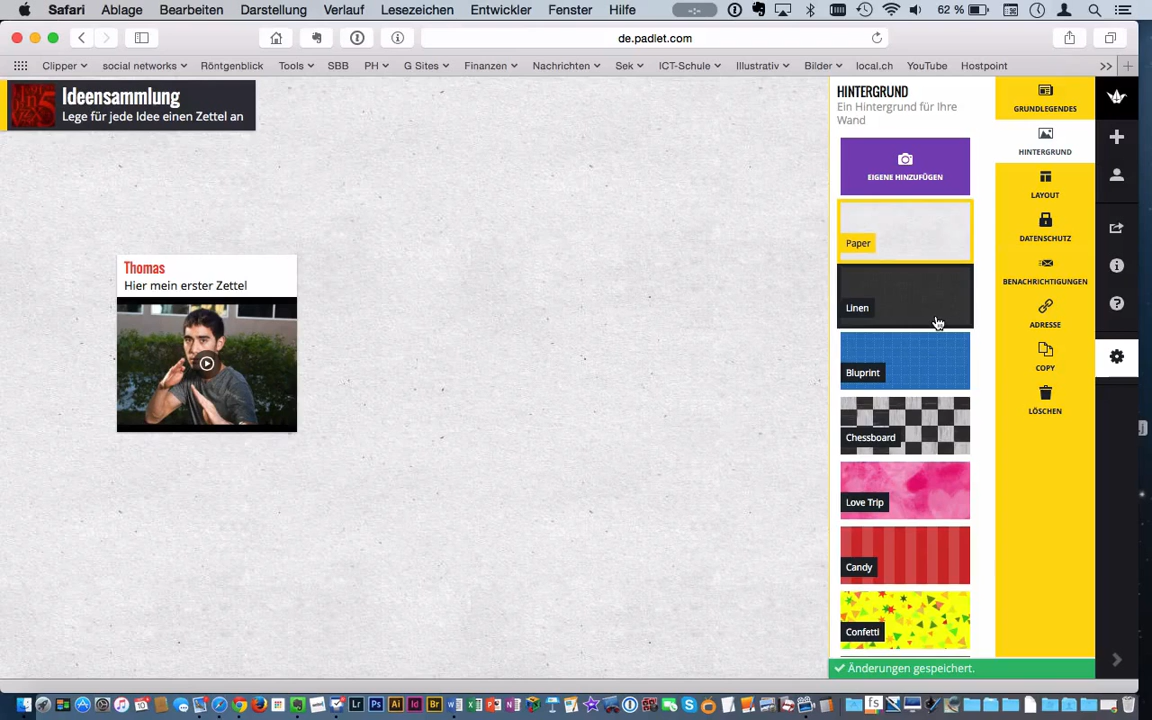 Safari Ablage Bearbeiten Darstellung Verlauf Lesezeichen Entwickler Fenster Hilfe 62 %
de.padlet.com
Clipper social networks Röntgenblick Tools SBB PH G Sites Finanzen Nachrichten Sek ICT-Schule Illustrativ Bilder local.ch YouTube Hostpoint
Ideensammlung
Lege für jede Idee einen Zettel an
Thomas
Hier mein erster Zettel
HINTERGRUND
Ein Hintergrund für Ihre
Wand
EIGENE HINZUFÜGEN
Paper
Linen
Bluprint
Chessboard
Love Trip
Candy
Confetti
Änderungen gespeichert.
GRUNDLEGENDES
HINTERGRUND
LAYOUT
DATENSCHUTZ
BENACHRICHTIGUNGEN
ADRESSE
COPY
LÖSCHEN